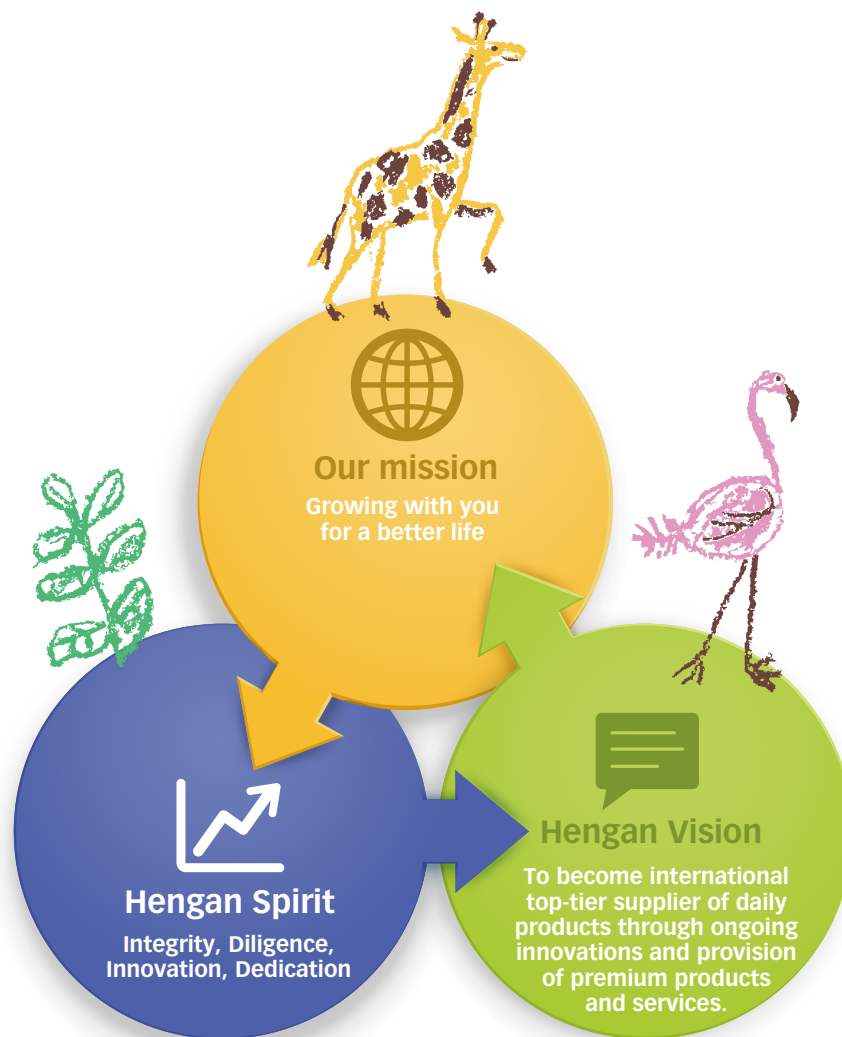 Our mission
Growing with you
for a better life
Hengan Spirit
Integrity, Diligence,
Innovation, Dedication
Hengan Vision
To become international
top-tier supplier of daily
products through ongoing
innovations and provision
of premium products
and services.